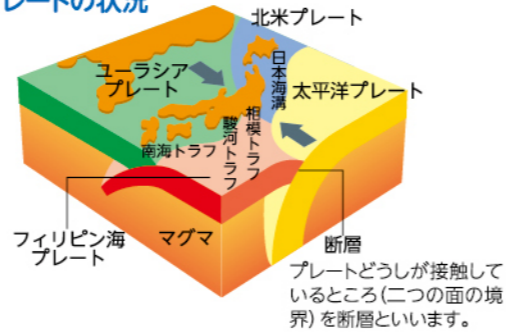 レートの状況
北米プレート
ユーラシア
プレート
日本海溝
太平洋プレート
相模トラフ
駿河トラフ
南海トラフ
フィリピン海
プレート
マグマ
断層
プレートどうしが接触して
いるところ(二つの面の境
界)を断層といいます。